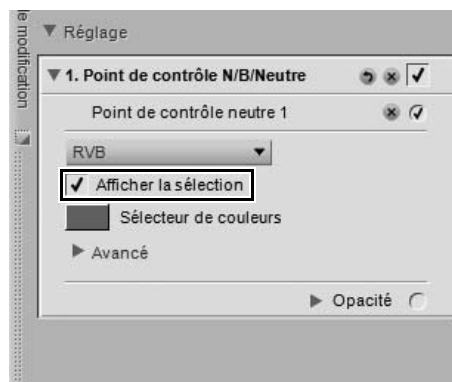 le modification
Réglage
1. Point de contrôle N/B/Neutre
Point de contrôle neutre 1
RVB
Afficher la sélection
Sélecteur de couleurs
Avancé
Opacité